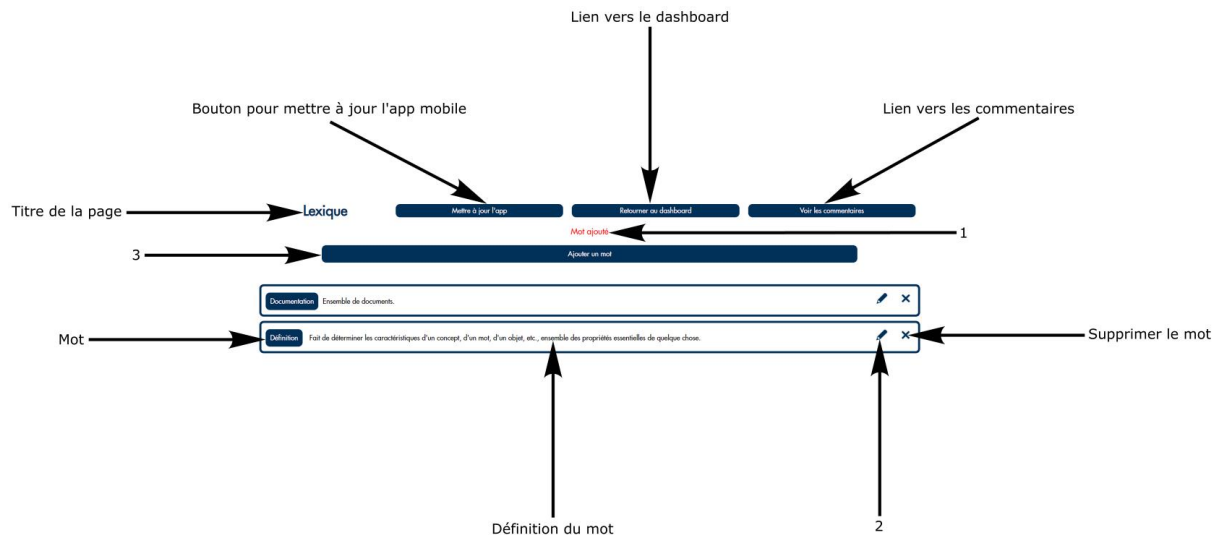 Lien vers le dashboard
Bouton pour mettre à jour l'app mobile
Lien vers les commentaires
Titre de la page
Lexique
Mettre à jour l'app
Retourner au dashboard
Voir les commentaires
Mot ajouté
1
3
Ajouter un mot
Documentation
Ensemble de documents.
Mot
Définition
Fait de déterminer les caractéristiques d'un concept, d'un mot, d'un objet, etc., ensemble des propriétés essentielles de quelque chose.
Supprimer le mot
Définition du mot
2